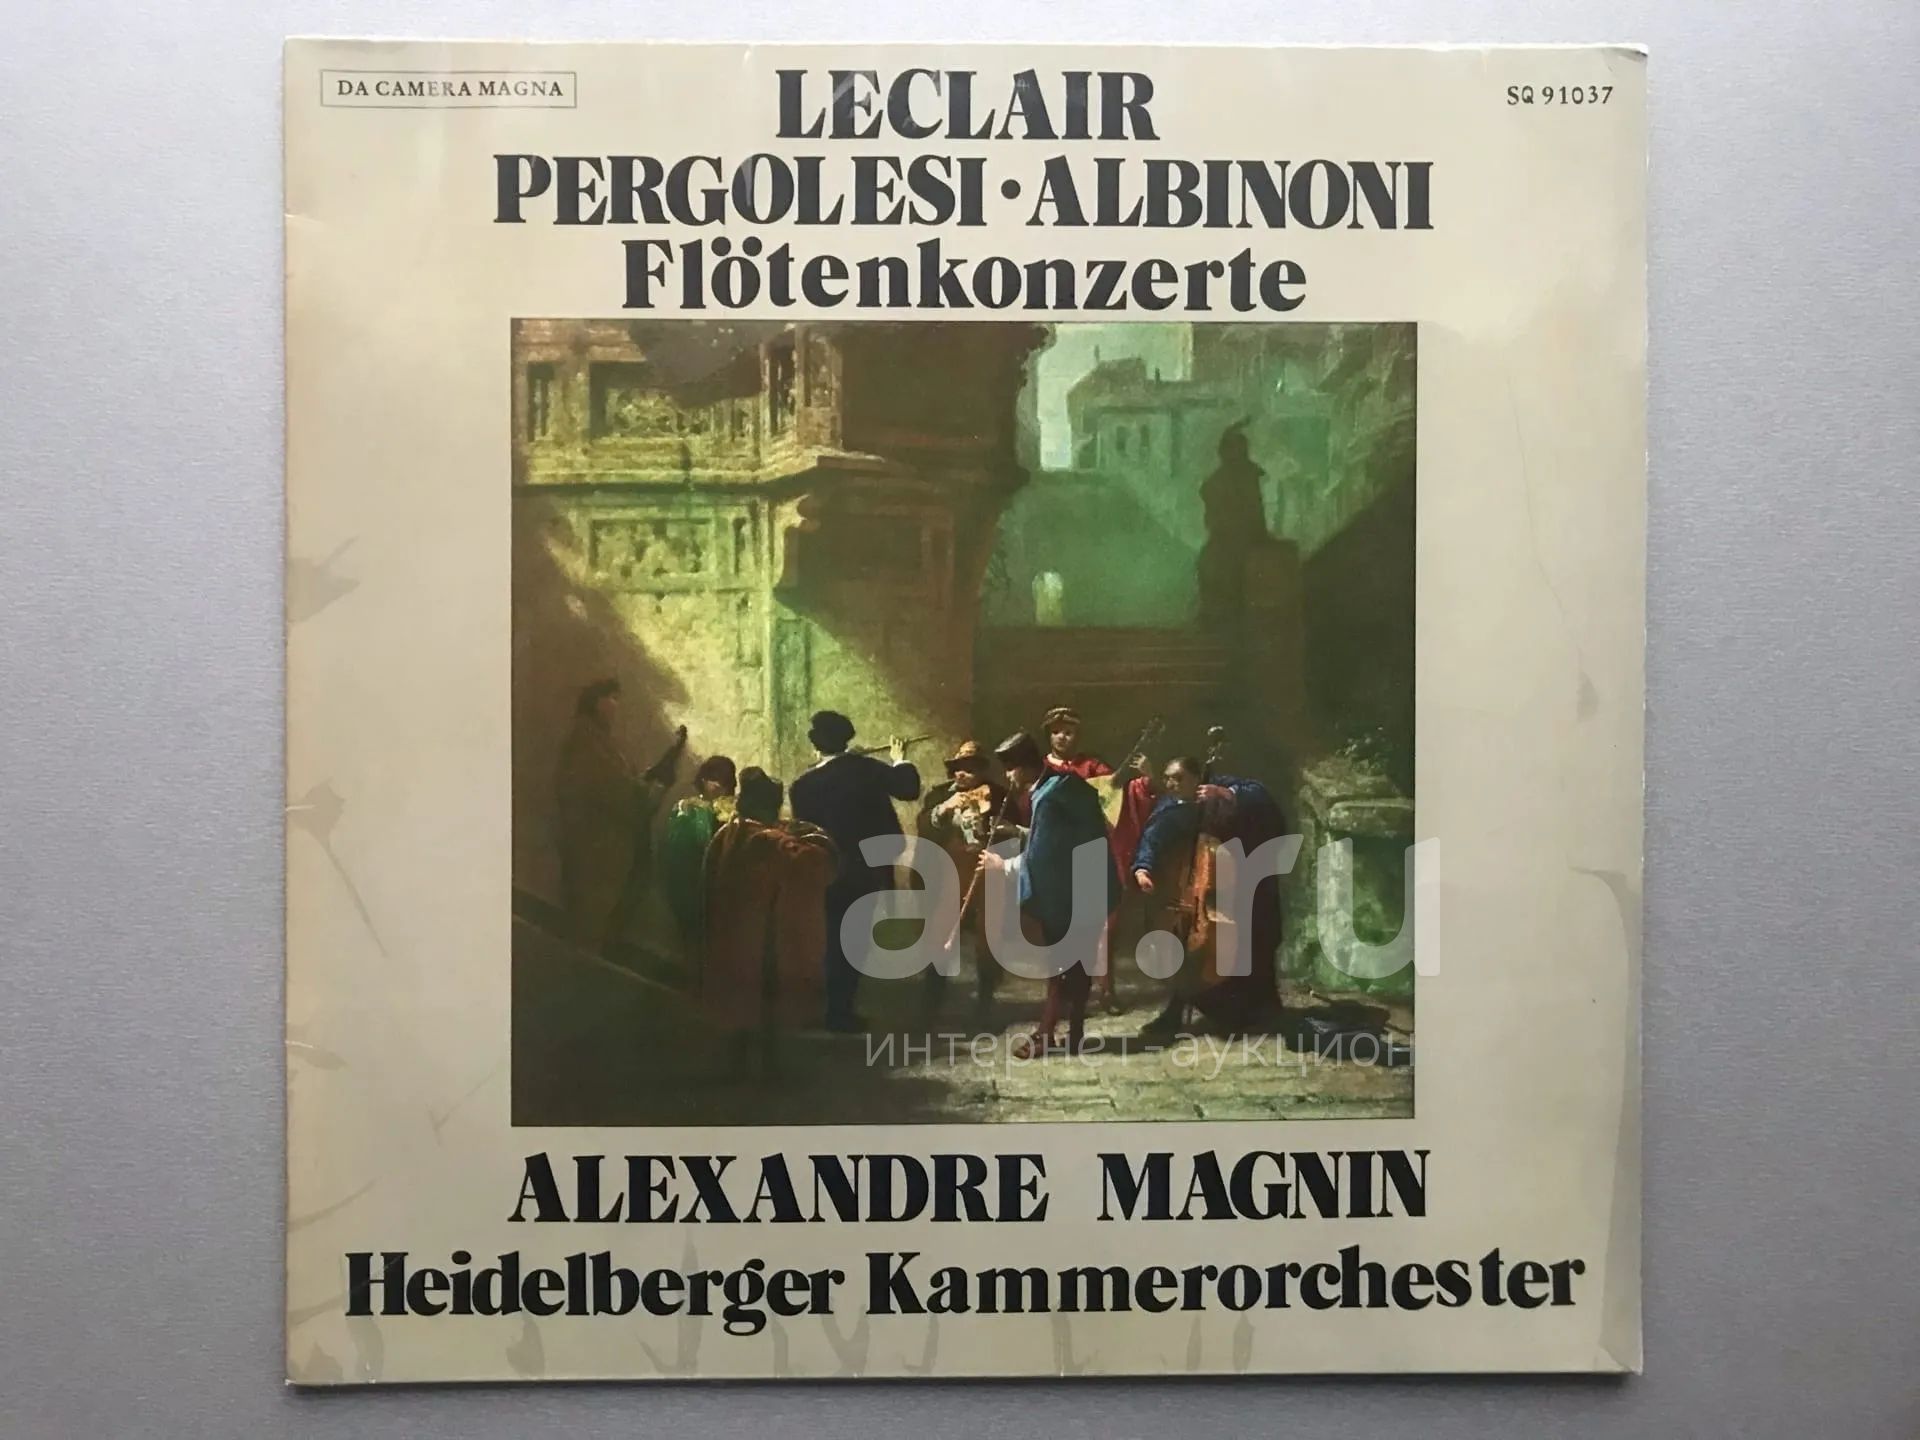 DA CAMERA MAGNA
SQ 91037
LECLAIR
PERGOLESI·ALBINONI
Flötenkonzerte
au.ru
интернет-аукцион
ALEXANDRE MAGNIN
Heidelberger Kammerorchester